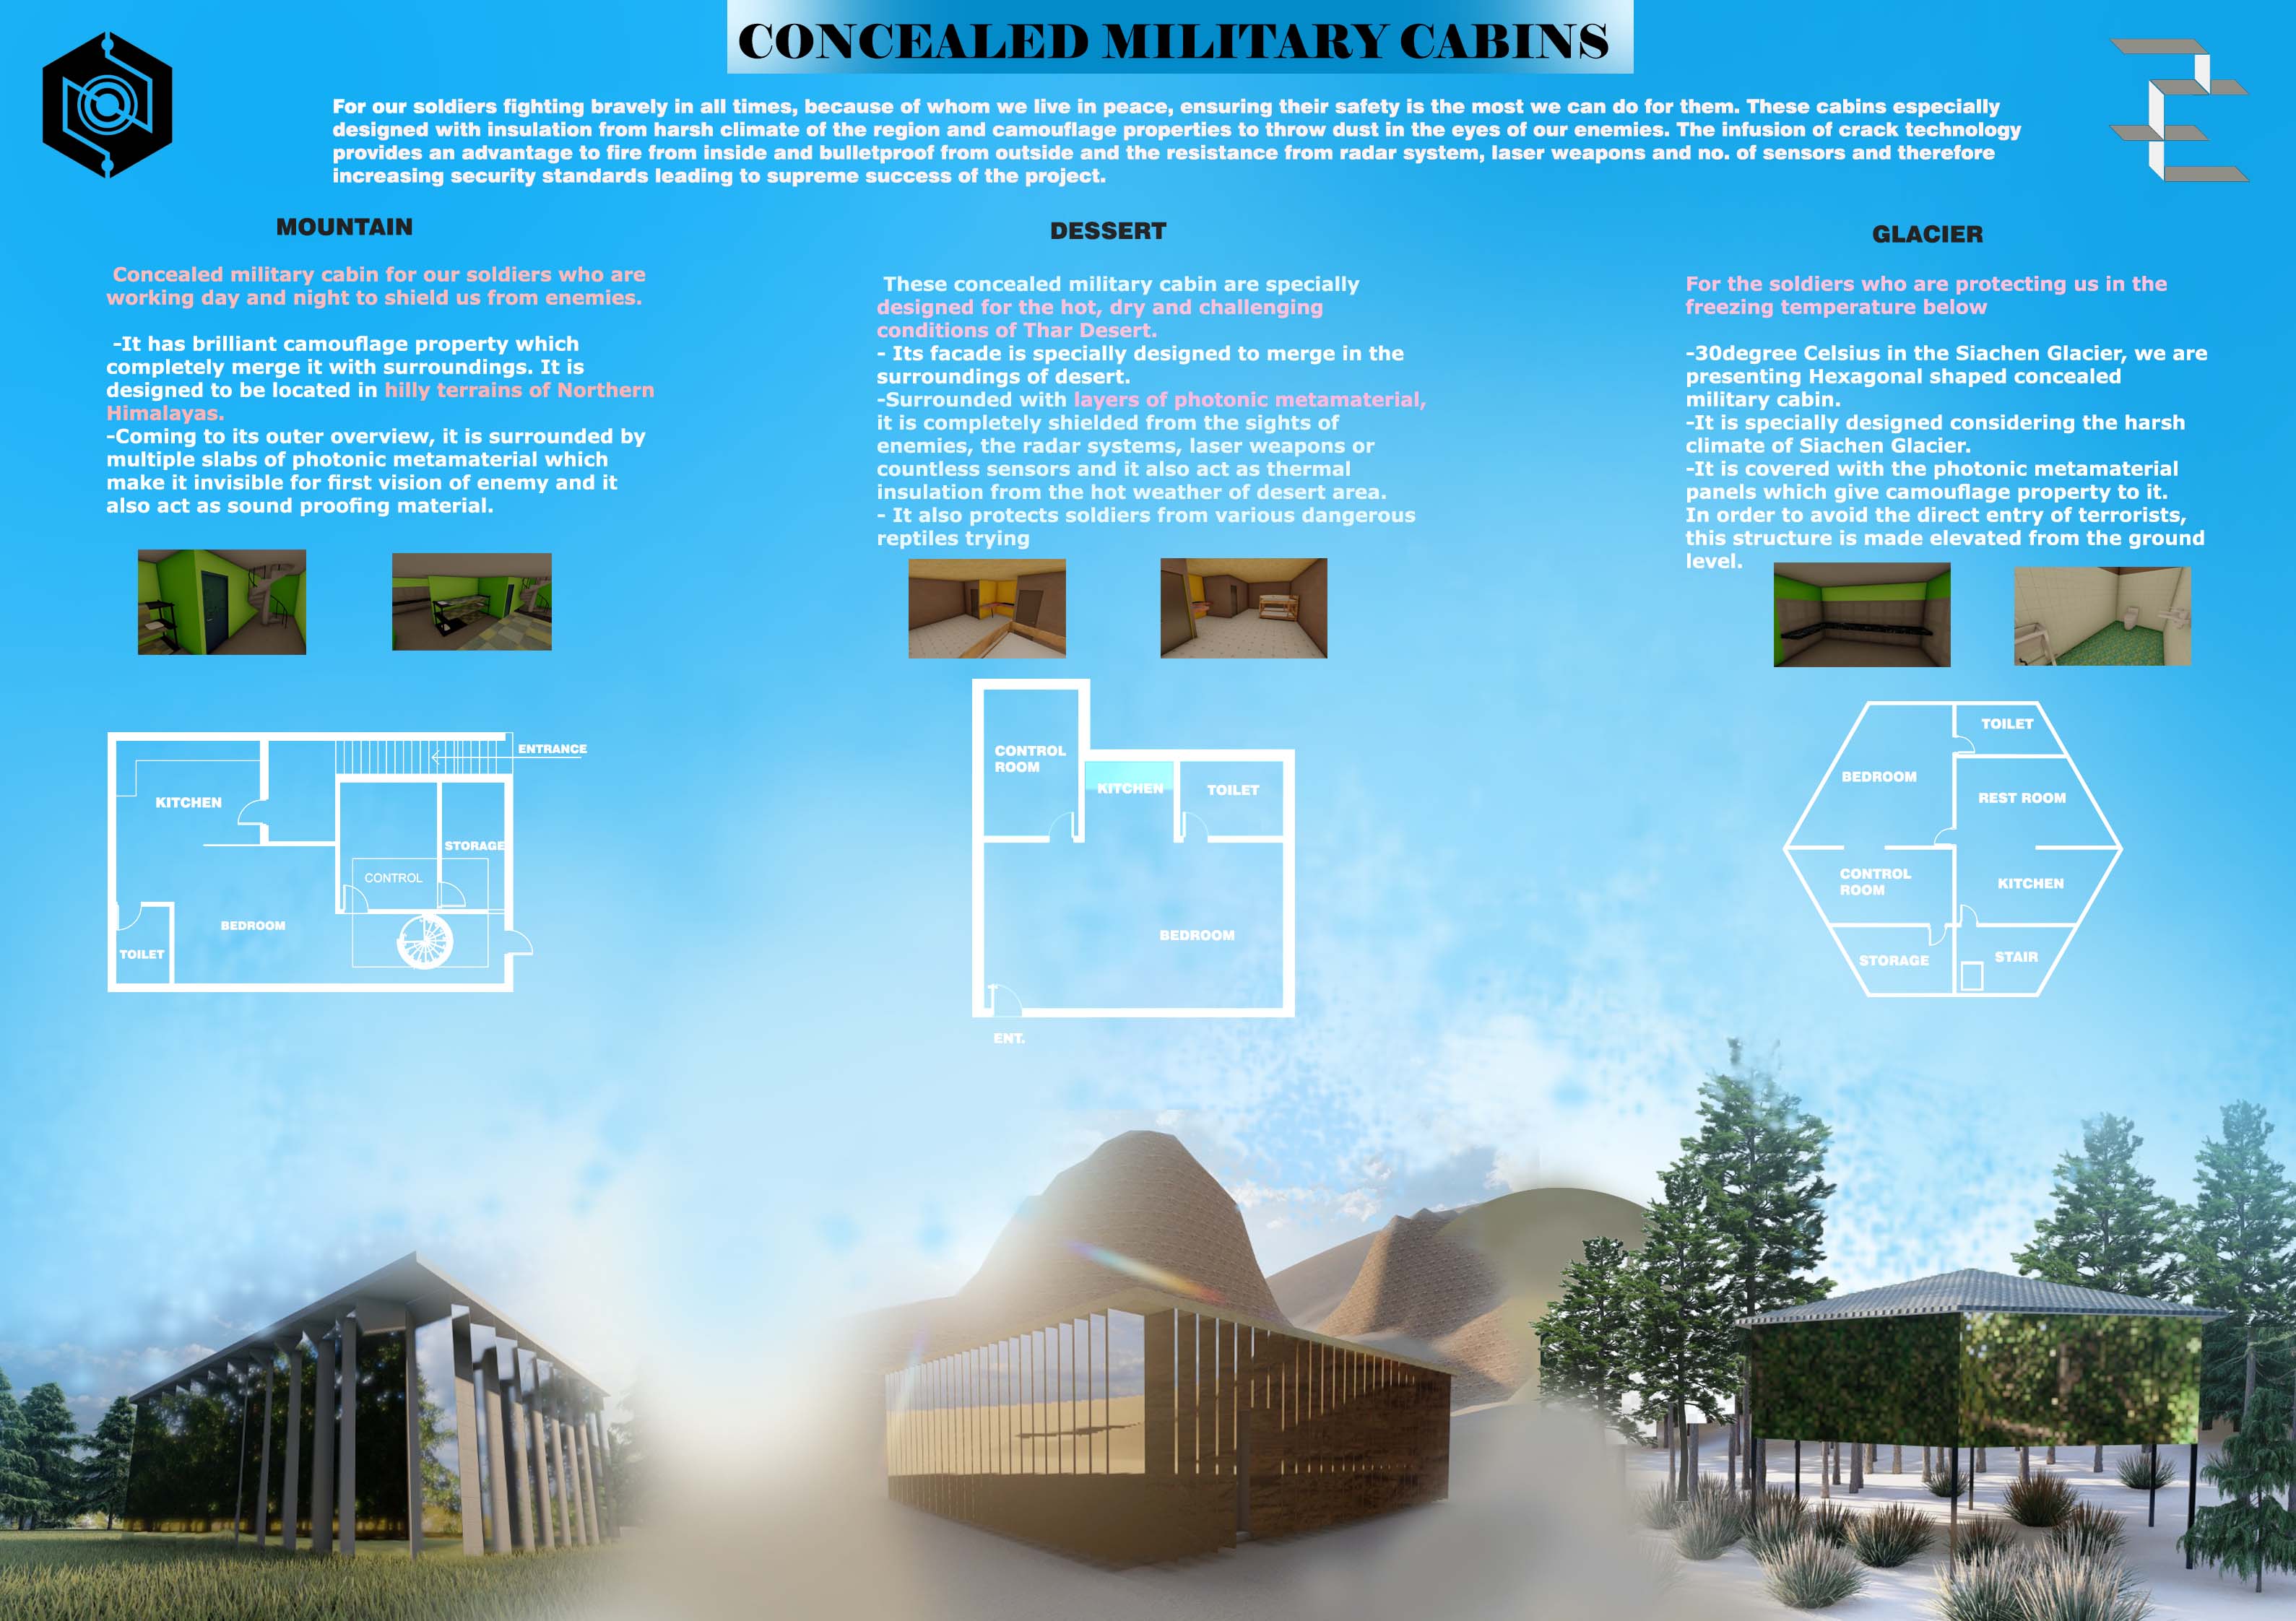 CONCEALED MILITARY CABINS
For our soldiers fighting bravely in all times, because of whom we live in peace, ensuring their safety is the most we can do for them. These cabins especially
designed with insulation from harsh climate of the region and camouflage properties to throw dust in the eyes of our enemies. The infusion of crack technology
provides an advantage to fire from inside and bulletproof from outside and the resistance from radar system, laser weapons and no. of sensors and therefore
increasing security standards leading to supreme success of the project.
MOUNTAIN
Concealed military cabin for our soldiers who are
working day and night to shield us from enemies.
-It has brilliant camouflage property which
completely merge it with surroundings. It is
designed to be located in hilly terrains of Northern
Himalayas.
-Coming to its outer overview, it is surrounded by
multiple slabs of photonic metamaterial which
make it invisible for first vision of enemy and it
also act as sound proofing material.
ENTRANCE
KITCHEN
STORAGE
CONTROL
BEDROOM
TOILET
DESSERT
These concealed military cabin are specially
designed for the hot, dry and challenging
conditions of Thar Desert.
- Its facade is specially designed to merge in the
surroundings of desert.
-Surrounded with layers of photonic metamaterial,
it is completely shielded from the sights of
enemies, the radar systems, laser weapons or
countless sensors and it also act as thermal
insulation from the hot weather of desert area.
- It also protects soldiers from various dangerous
reptiles trying
CONTROL
ROOM
KITCHEN
TOILET
BEDROOM
ENT.
GLACIER
For the soldiers who are protecting us in the
freezing temperature below
-30degree Celsius in the Siachen Glacier, we are
presenting Hexagonal shaped concealed
military cabin.
-It is specially designed considering the harsh
climate of Siachen Glacier.
-It is covered with the photonic metamaterial
panels which give camouflage property to it.
In order to avoid the direct entry of terrorists,
this structure is made elevated from the ground
level.
TOILET
BEDROOM
REST ROOM
CONTROL
ROOM
KITCHEN
STORAGE
STAIR